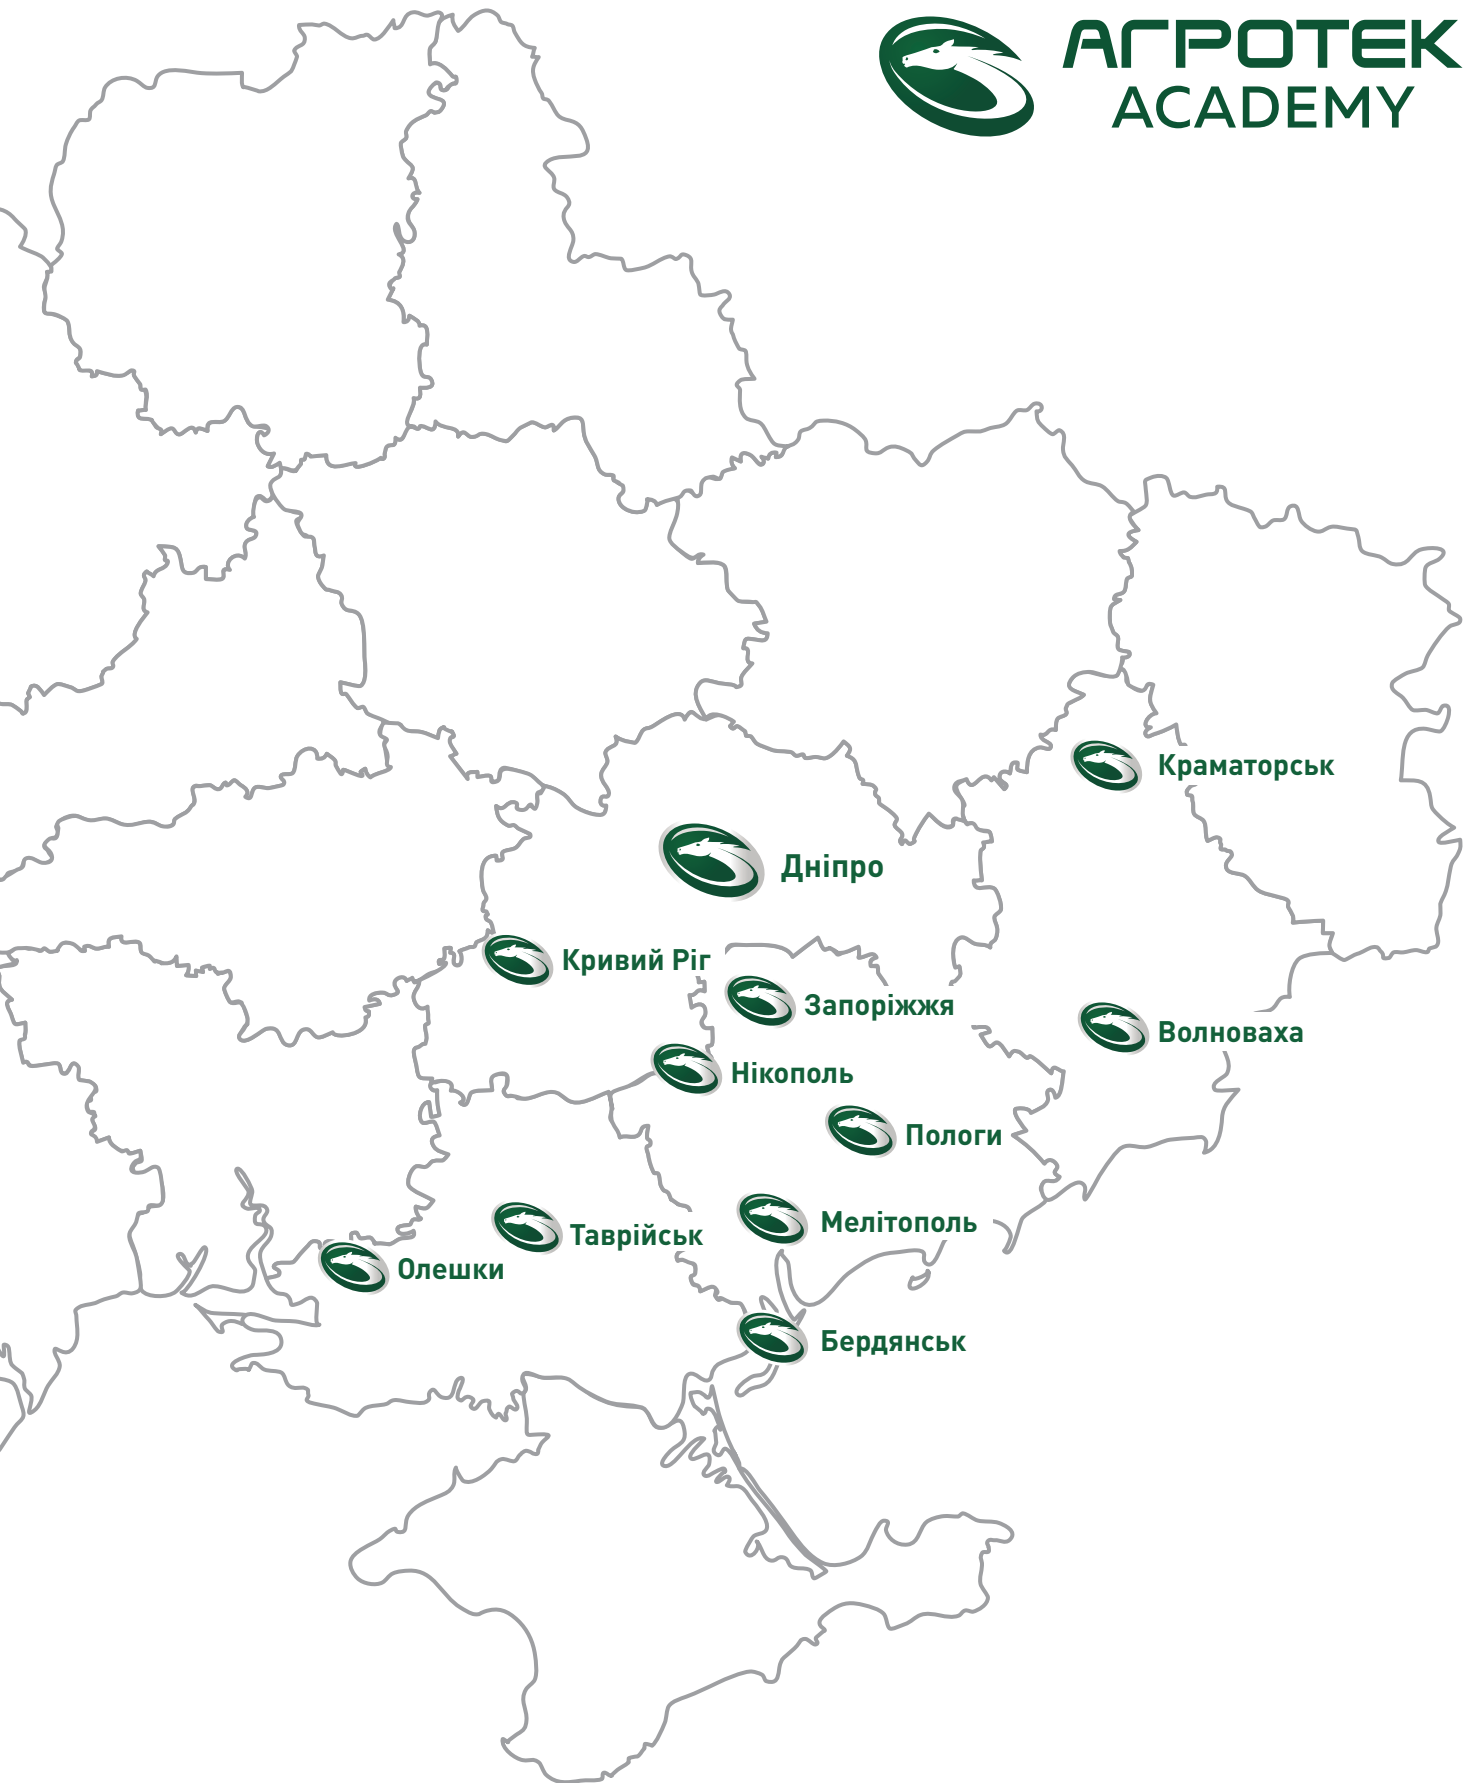 АГРОТЕК
ACADEMY
Краматорськ
Дніпро
Кривий Ріг
Запоріжжя
Волноваха
Нікополь
Пологи
Мелітополь
Таврійськ
Олешки
Бердянськ